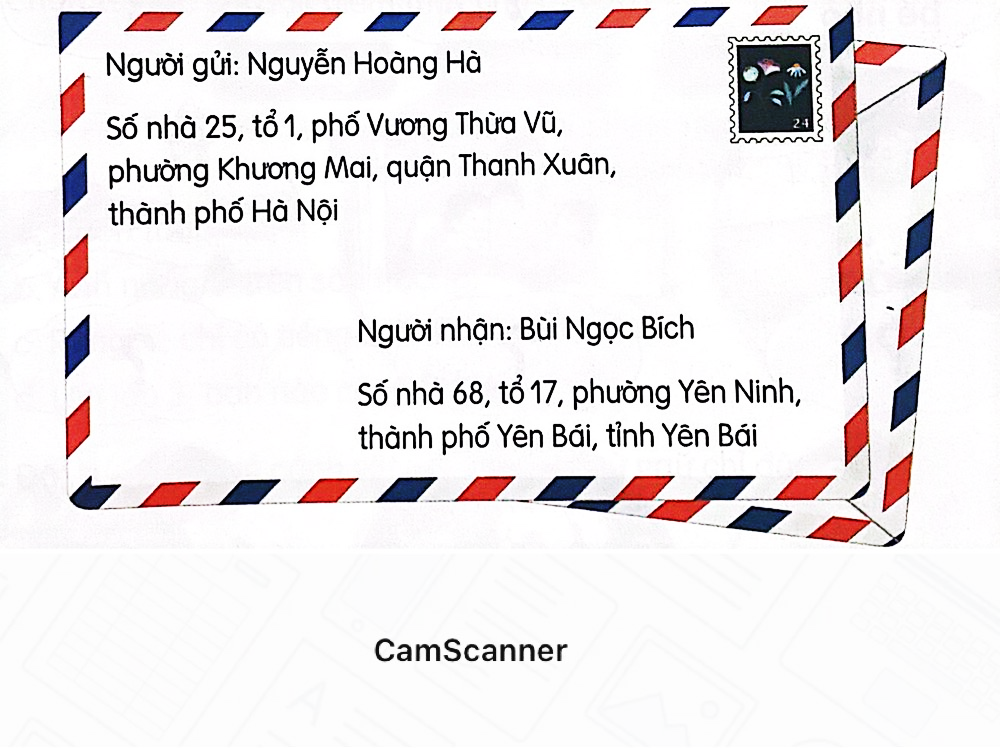 Người gửi: Nguyễn Hoàng Hà
Số nhà 25, tổ 1, phố Vương Thừa Vũ,
phường Khương Mai, quận Thanh Xuân,
thành phố Hà Nội
24
Người nhận: Bùi Ngọc Bích
Số nhà 68, tổ 17, phường Yên Ninh,
thành phố Yên Bái, tỉnh Yên Bái
CamScanner